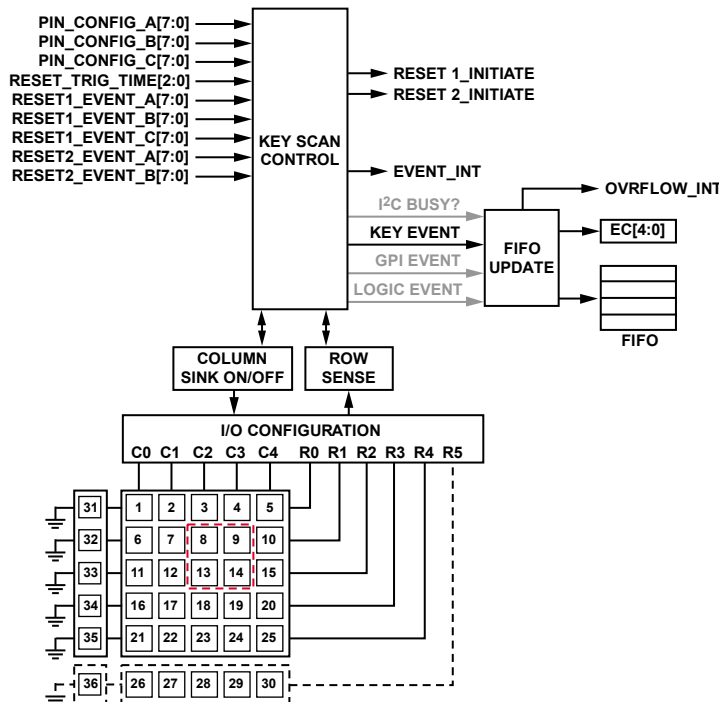 PIN_CONFIG_A[7:0]
PIN_CONFIG_B[7:0]
PIN_CONFIG_C[7:0]
RESET_TRIG_TIME[2:0]
RESET1_EVENT_A[7:0]
RESET1_EVENT_B[7:0]
RESET1_EVENT_C[7:0]
RESET2_EVENT_A[7:0]
RESET2_EVENT_B[7:0]
KEY SCAN
CONTROL
RESET 1_INITIATE
RESET 2_INITIATE
EVENT_INT
I2C BUSY?
KEY EVENT
GPI EVENT
LOGIC EVENT
FIFO
UPDATE
OVRFLOW_INT
EC[4:0]
FIFO
COLUMN
SINK ON/OFF
ROW
SENSE
I/O CONFIGURATION
C0 C1 C2 C3 C4 R0 R1 R2 R3 R4 R5
31 1 2 3 4 5
32 6 7 8 9 10
33 11 12 13 14 15
34 16 17 18 19 20
35 21 22 23 24 25
36 26 27 28 29 30